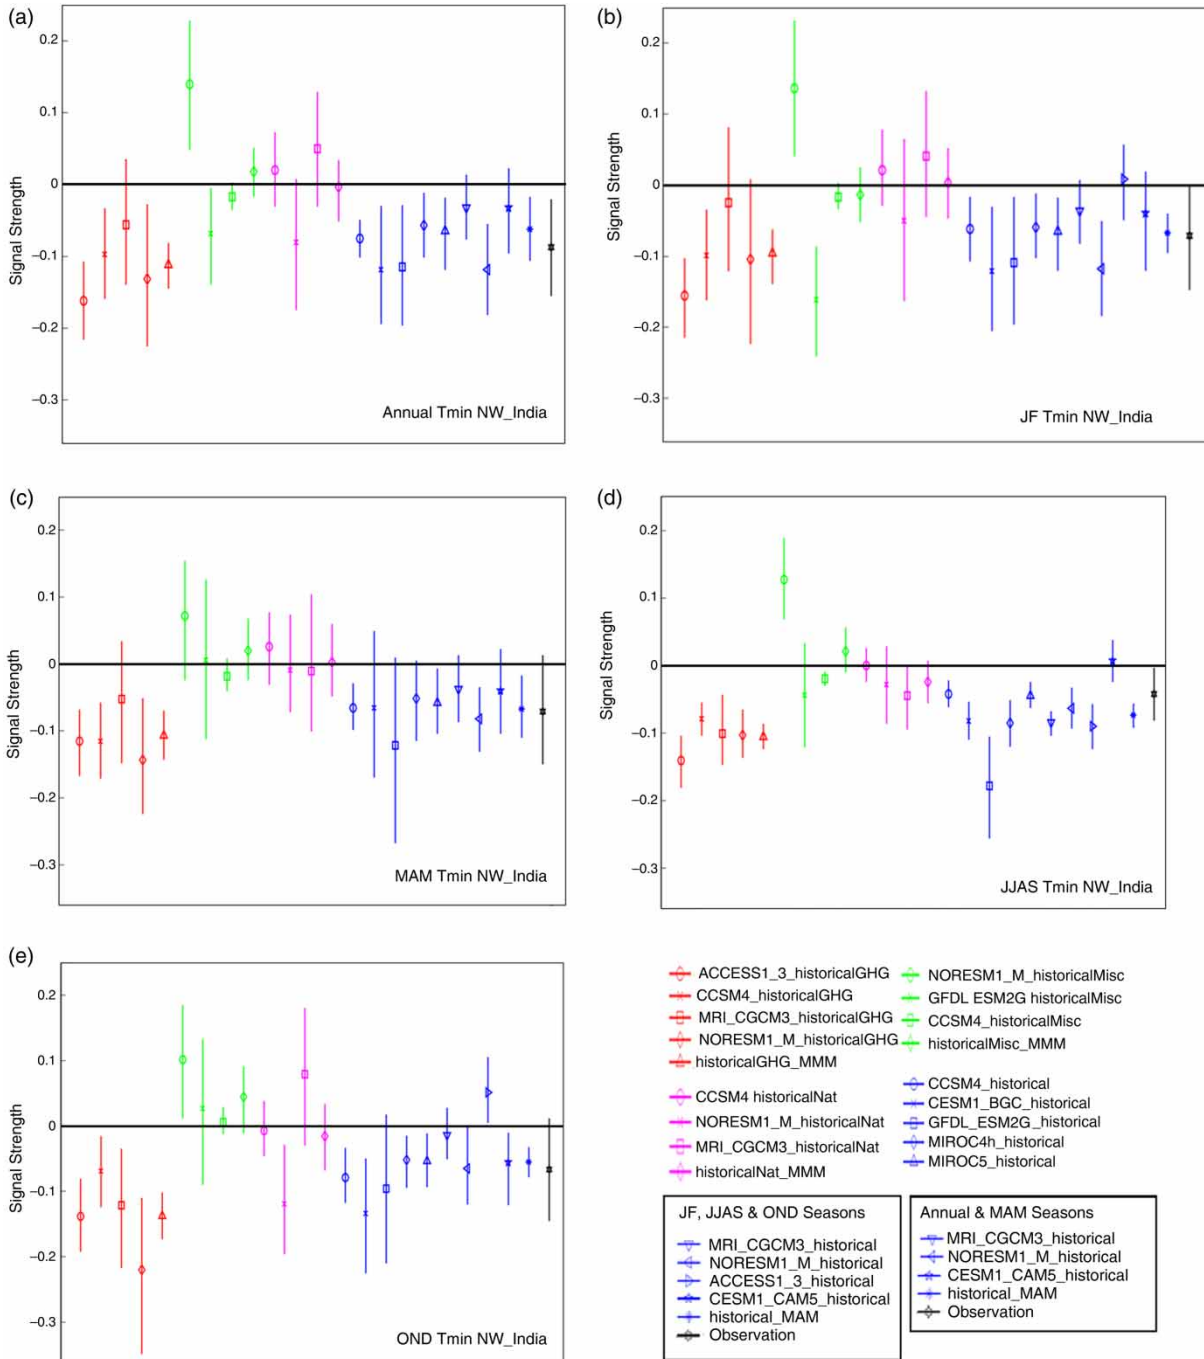 (a)
0.2
0.1
0
−0.1
−0.2
−0.3
Signal Strength
Annual Tmin NW_India
(b)
0.2
0.1
0
−0.1
−0.2
−0.3
Signal Strength
JF Tmin NW_India
(c)
0.2
0.1
0
−0.1
−0.2
−0.3
Signal Strength
MAM Tmin NW_India
(d)
0.2
0.1
0
−0.1
−0.2
−0.3
Signal Strength
JJAS Tmin NW_India
(e)
0.2
0.1
0
−0.1
−0.2
−0.3
Signal Strength
OND Tmin NW_India
ACCESS1_3_historicalGHG
CCSM4_historicalGHG
MRI_CGCM3_historicalGHG
NORESM1_M_historicalGHG
historicalGHG_MMM
NORESM1_M_historicalMisc
GFDL ESM2G historicalMisc
CCSM4_historicalMisc
historicalMisc_MMM
CCSM4 historicalNat
NORESM1_M_historicalNat
MRI_CGCM3_historicalNat
historicalNat_MMM
CCSM4_historical
CESM1_BGC_historical
GFDL_ESM2G_historical
MIROC4h_historical
MIROC5_historical
JF, JJAS & OND Seasons
MRI_CGCM3_historical
NORESM1_M_historical
ACCESS1_3_historical
CESM1_CAM5_historical
historical_MAM
Observation
Annual & MAM Seasons
MRI_CGCM3_historical
NORESM1_M_historical
CESM1_CAM5_historical
historical_MAM
Observation